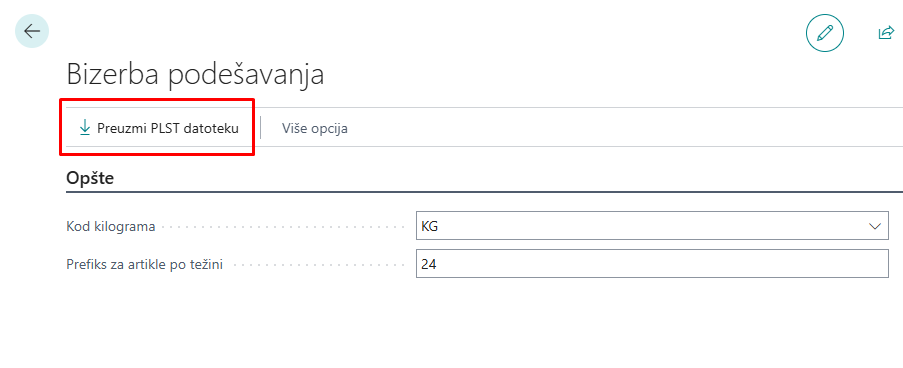 Bizerba podešavanja
Preuzmi PLST datoteku
Više opcija
Opšte
Kod kilograma
KG
Prefiks za artikle po težini
24